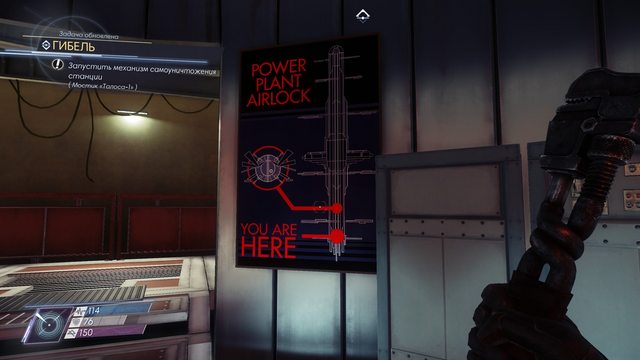 Задача обновлена
ГИБЕЛЬ
Запустить механизм самоуничтожения
станции
( Мостик «Талоса-1» )
POWER
PLANT
AIRLOCK
YOU ARE
HERE
114
76
150